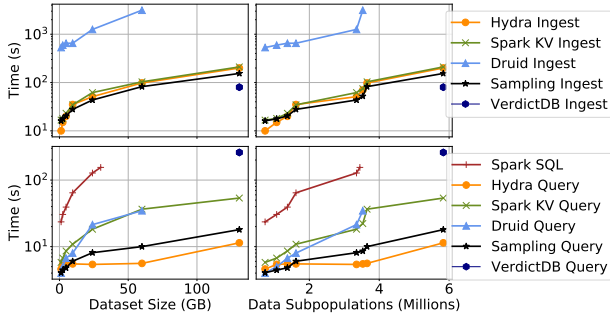 Time (s)
10³
10²
10¹
Hydra Ingest
Spark KV Ingest
Druid Ingest
Sampling Ingest
VerdictDB Ingest
Time (s)
10²
10¹
0 50 100
Dataset Size (GB)
2 4 6
Data Subpopulations (Millions)
Spark SQL
Hydra Query
Spark KV Query
Druid Query
Sampling Query
VerdictDB Query